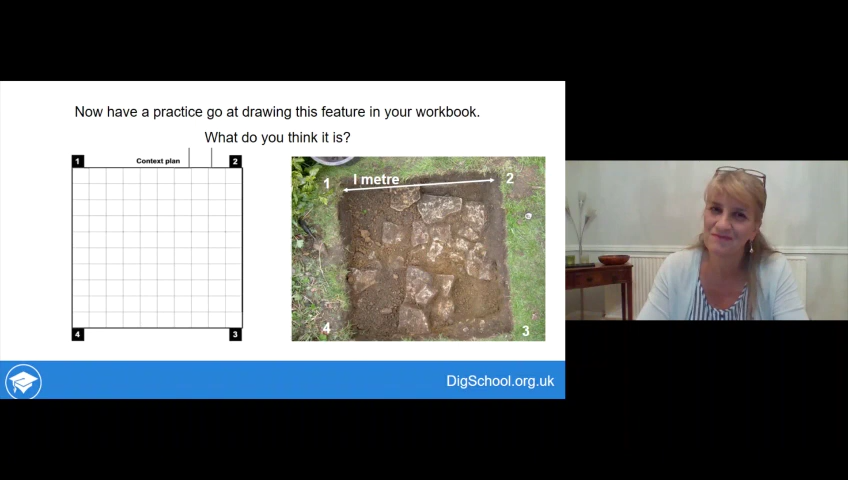 Now have a practice go at drawing this feature in your workbook.
What do you think it is?
1 Context plan 2
4 3
1 1 metre 2
4 3
DigSchool.org.uk